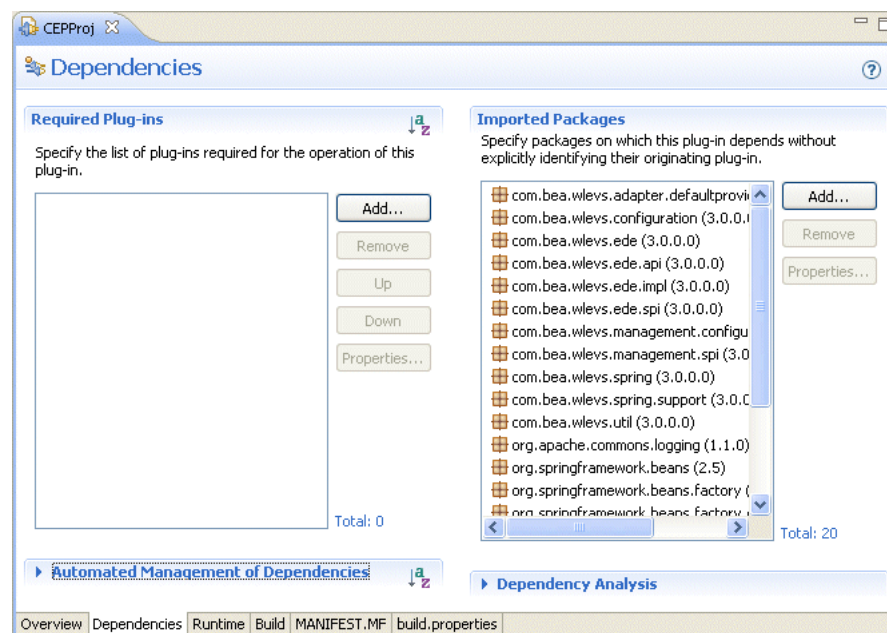 CEPProj
Dependencies
Required Plug-ins
Specify the list of plug-ins required for the operation of this
plug-in.
Add...
Remove
Up
Down
Properties...
Total: 0
Automated Management of Dependencies
Imported Packages
Specify packages on which this plug-in depends without
explicitly identifying their originating plug-in.
com.bea.wlevs.adapter.defaultprovi
com.bea.wlevs.configuration (3.0.0.
com.bea.wlevs.ede (3.0.0.0)
com.bea.wlevs.ede.api (3.0.0.0)
com.bea.wlevs.ede.impl (3.0.0.0)
com.bea.wlevs.ede.spi (3.0.0.0)
com.bea.wlevs.management.configu
com.bea.wlevs.management.spi (3.0
com.bea.wlevs.spring (3.0.0.0)
com.bea.wlevs.spring.support (3.0.0
com.bea.wlevs.util (3.0.0.0)
org.apache.commons.logging (1.1.0)
org.springframework.beans (2.5)
org.springframework.beans.factory (
org.springframework.beans.factory
Add...
Remove
Properties...
Total: 20
Dependency Analysis
Overview Dependencies Runtime Build MANIFEST.MF build.properties